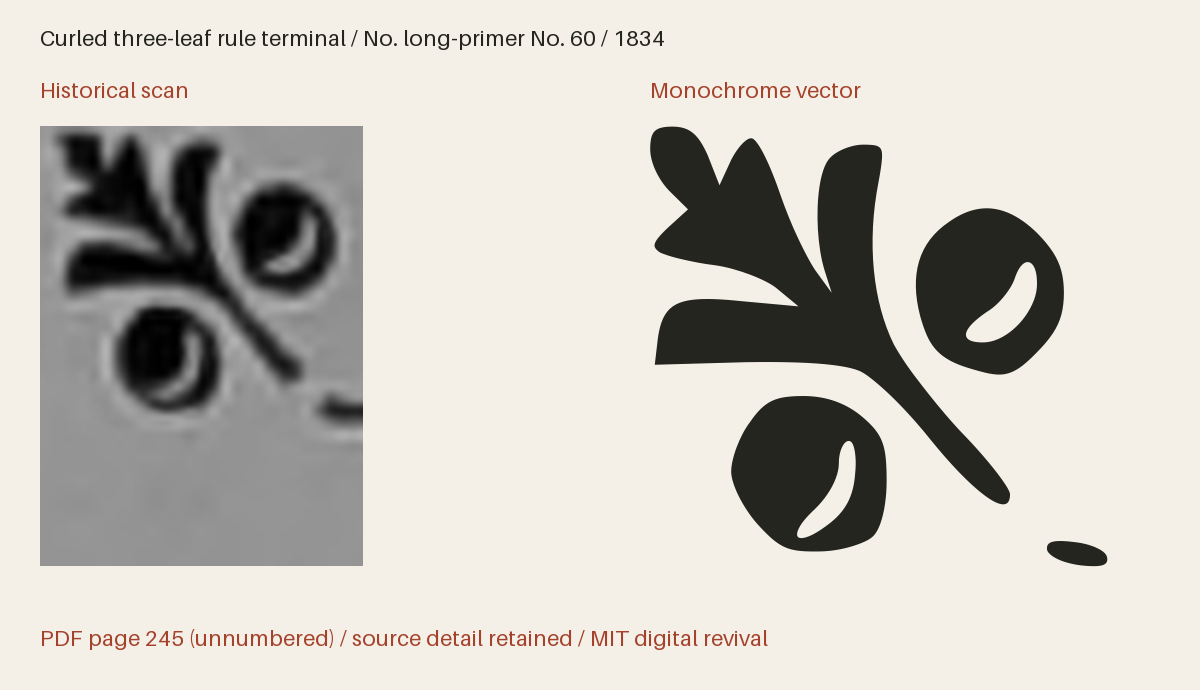 Curled three-leaf rule terminal / No. long-primer No. 60 / 1834
Historical scan
Monochrome vector
PDF page 245 (unnumbered) / source detail retained / MIT digital revival